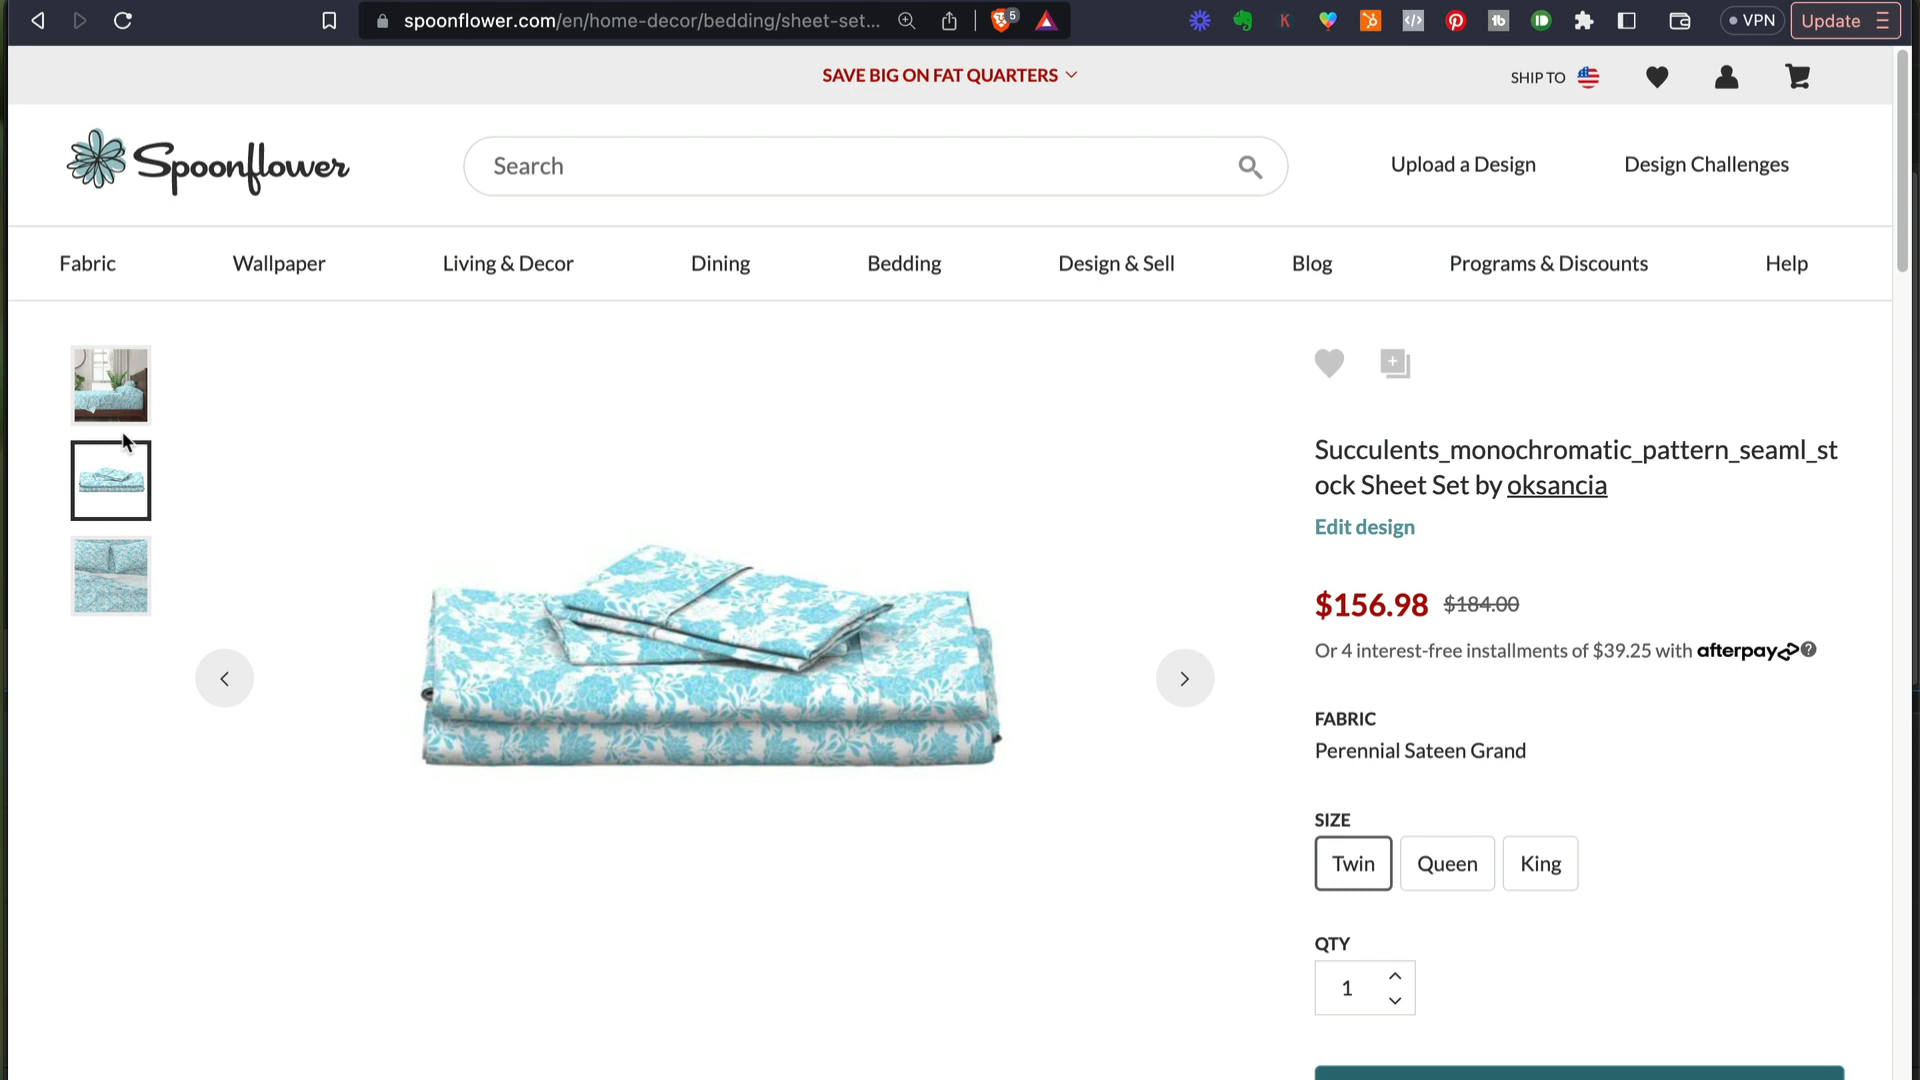 spoonflower.com/en/home-decor/bedding/sheet-set...
5
VPN
Update
SAVE BIG ON FAT QUARTERS
SHIP TO
Spoonflower
Search
Upload a Design
Design Challenges
Fabric
Wallpaper
Living & Decor
Dining
Bedding
Design & Sell
Blog
Programs & Discounts
Help
Succulents_monochromatic_pattern_seaml_st
ock Sheet Set by oksancia
Edit design
$156.98 $184.00
Or 4 interest-free installments of $39.25 with afterpay ?
FABRIC
Perennial Sateen Grand
SIZE
Twin
Queen
King
QTY
1